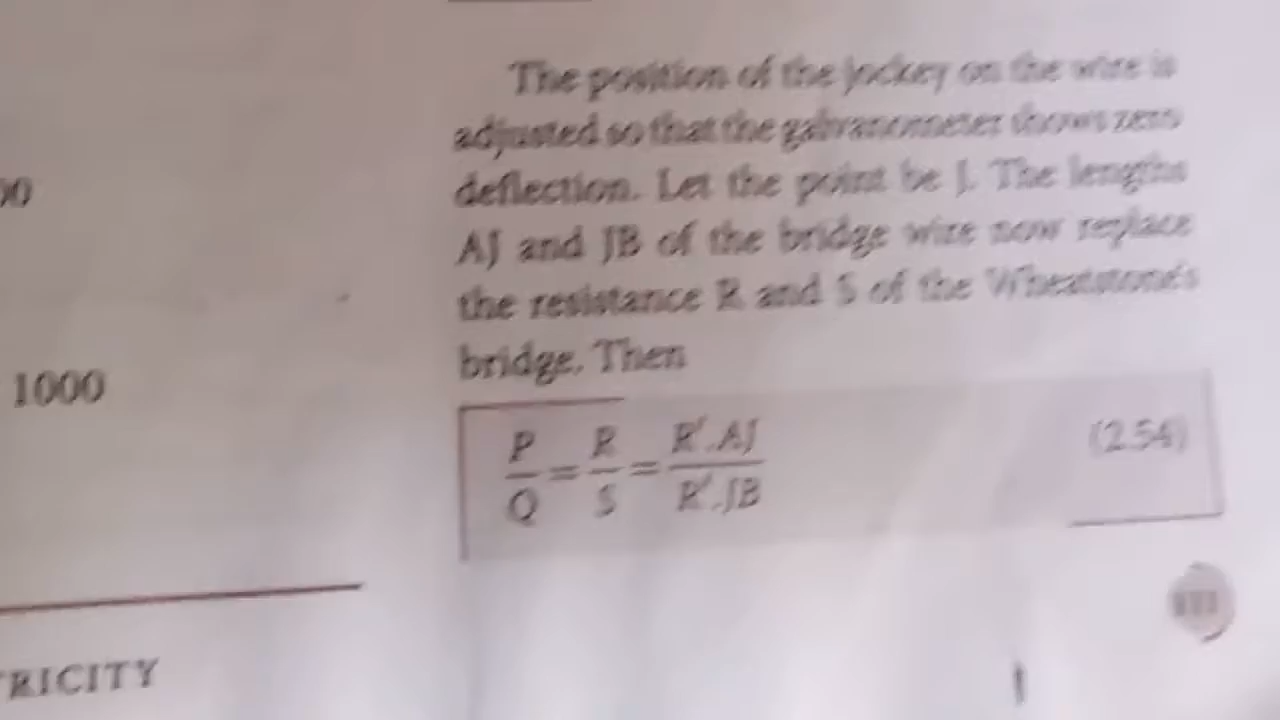 The position of the jockey on the wire is
adjusted so that the galvanometer shows zero
deflection. Let the point be J. The lengths
AJ and JB of the bridge wire now replace
the resistance R and S of the Wheatstone's
bridge. Then
P/Q = R/S = R′.AJ/R′.JB (2.54)
00
1000
RICITY